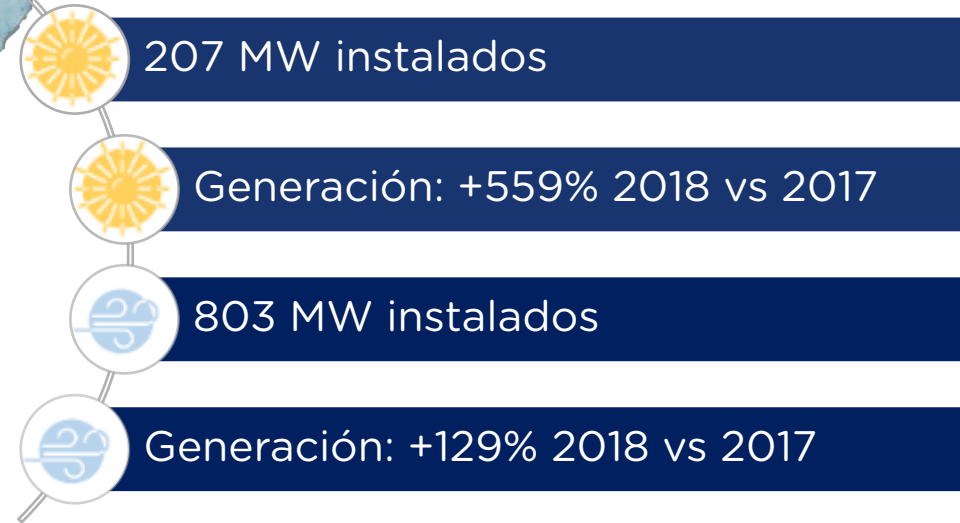 207 MW instalados
Generación: +559% 2018 vs 2017
803 MW instalados
Generación: +129% 2018 vs 2017